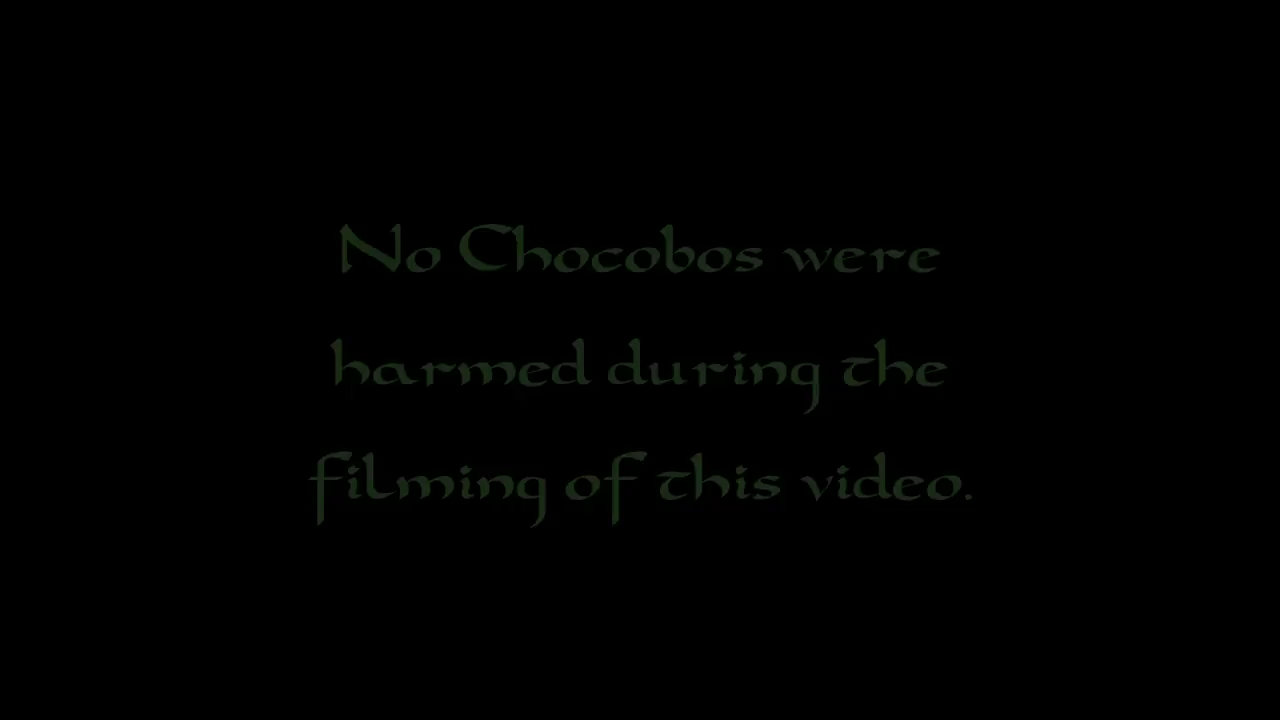 No Chocobos were
harmed during the
filming of this video.